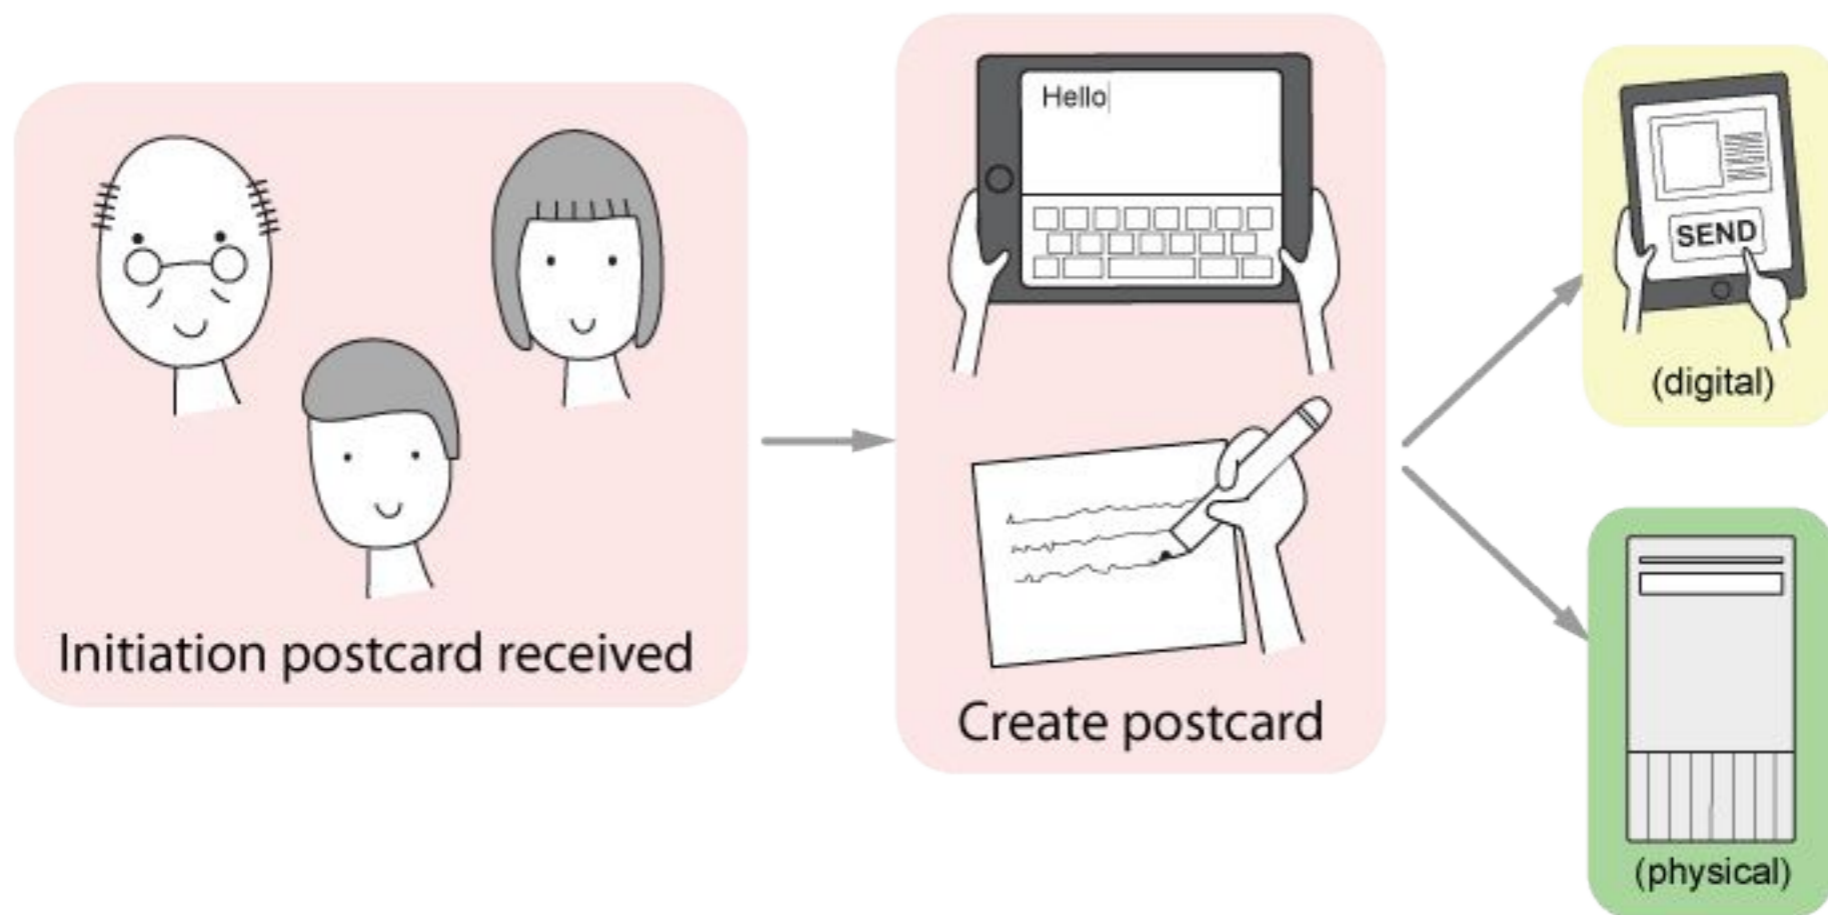 Initiation postcard received
Hello
Create postcard
SEND
(digital)
(physical)